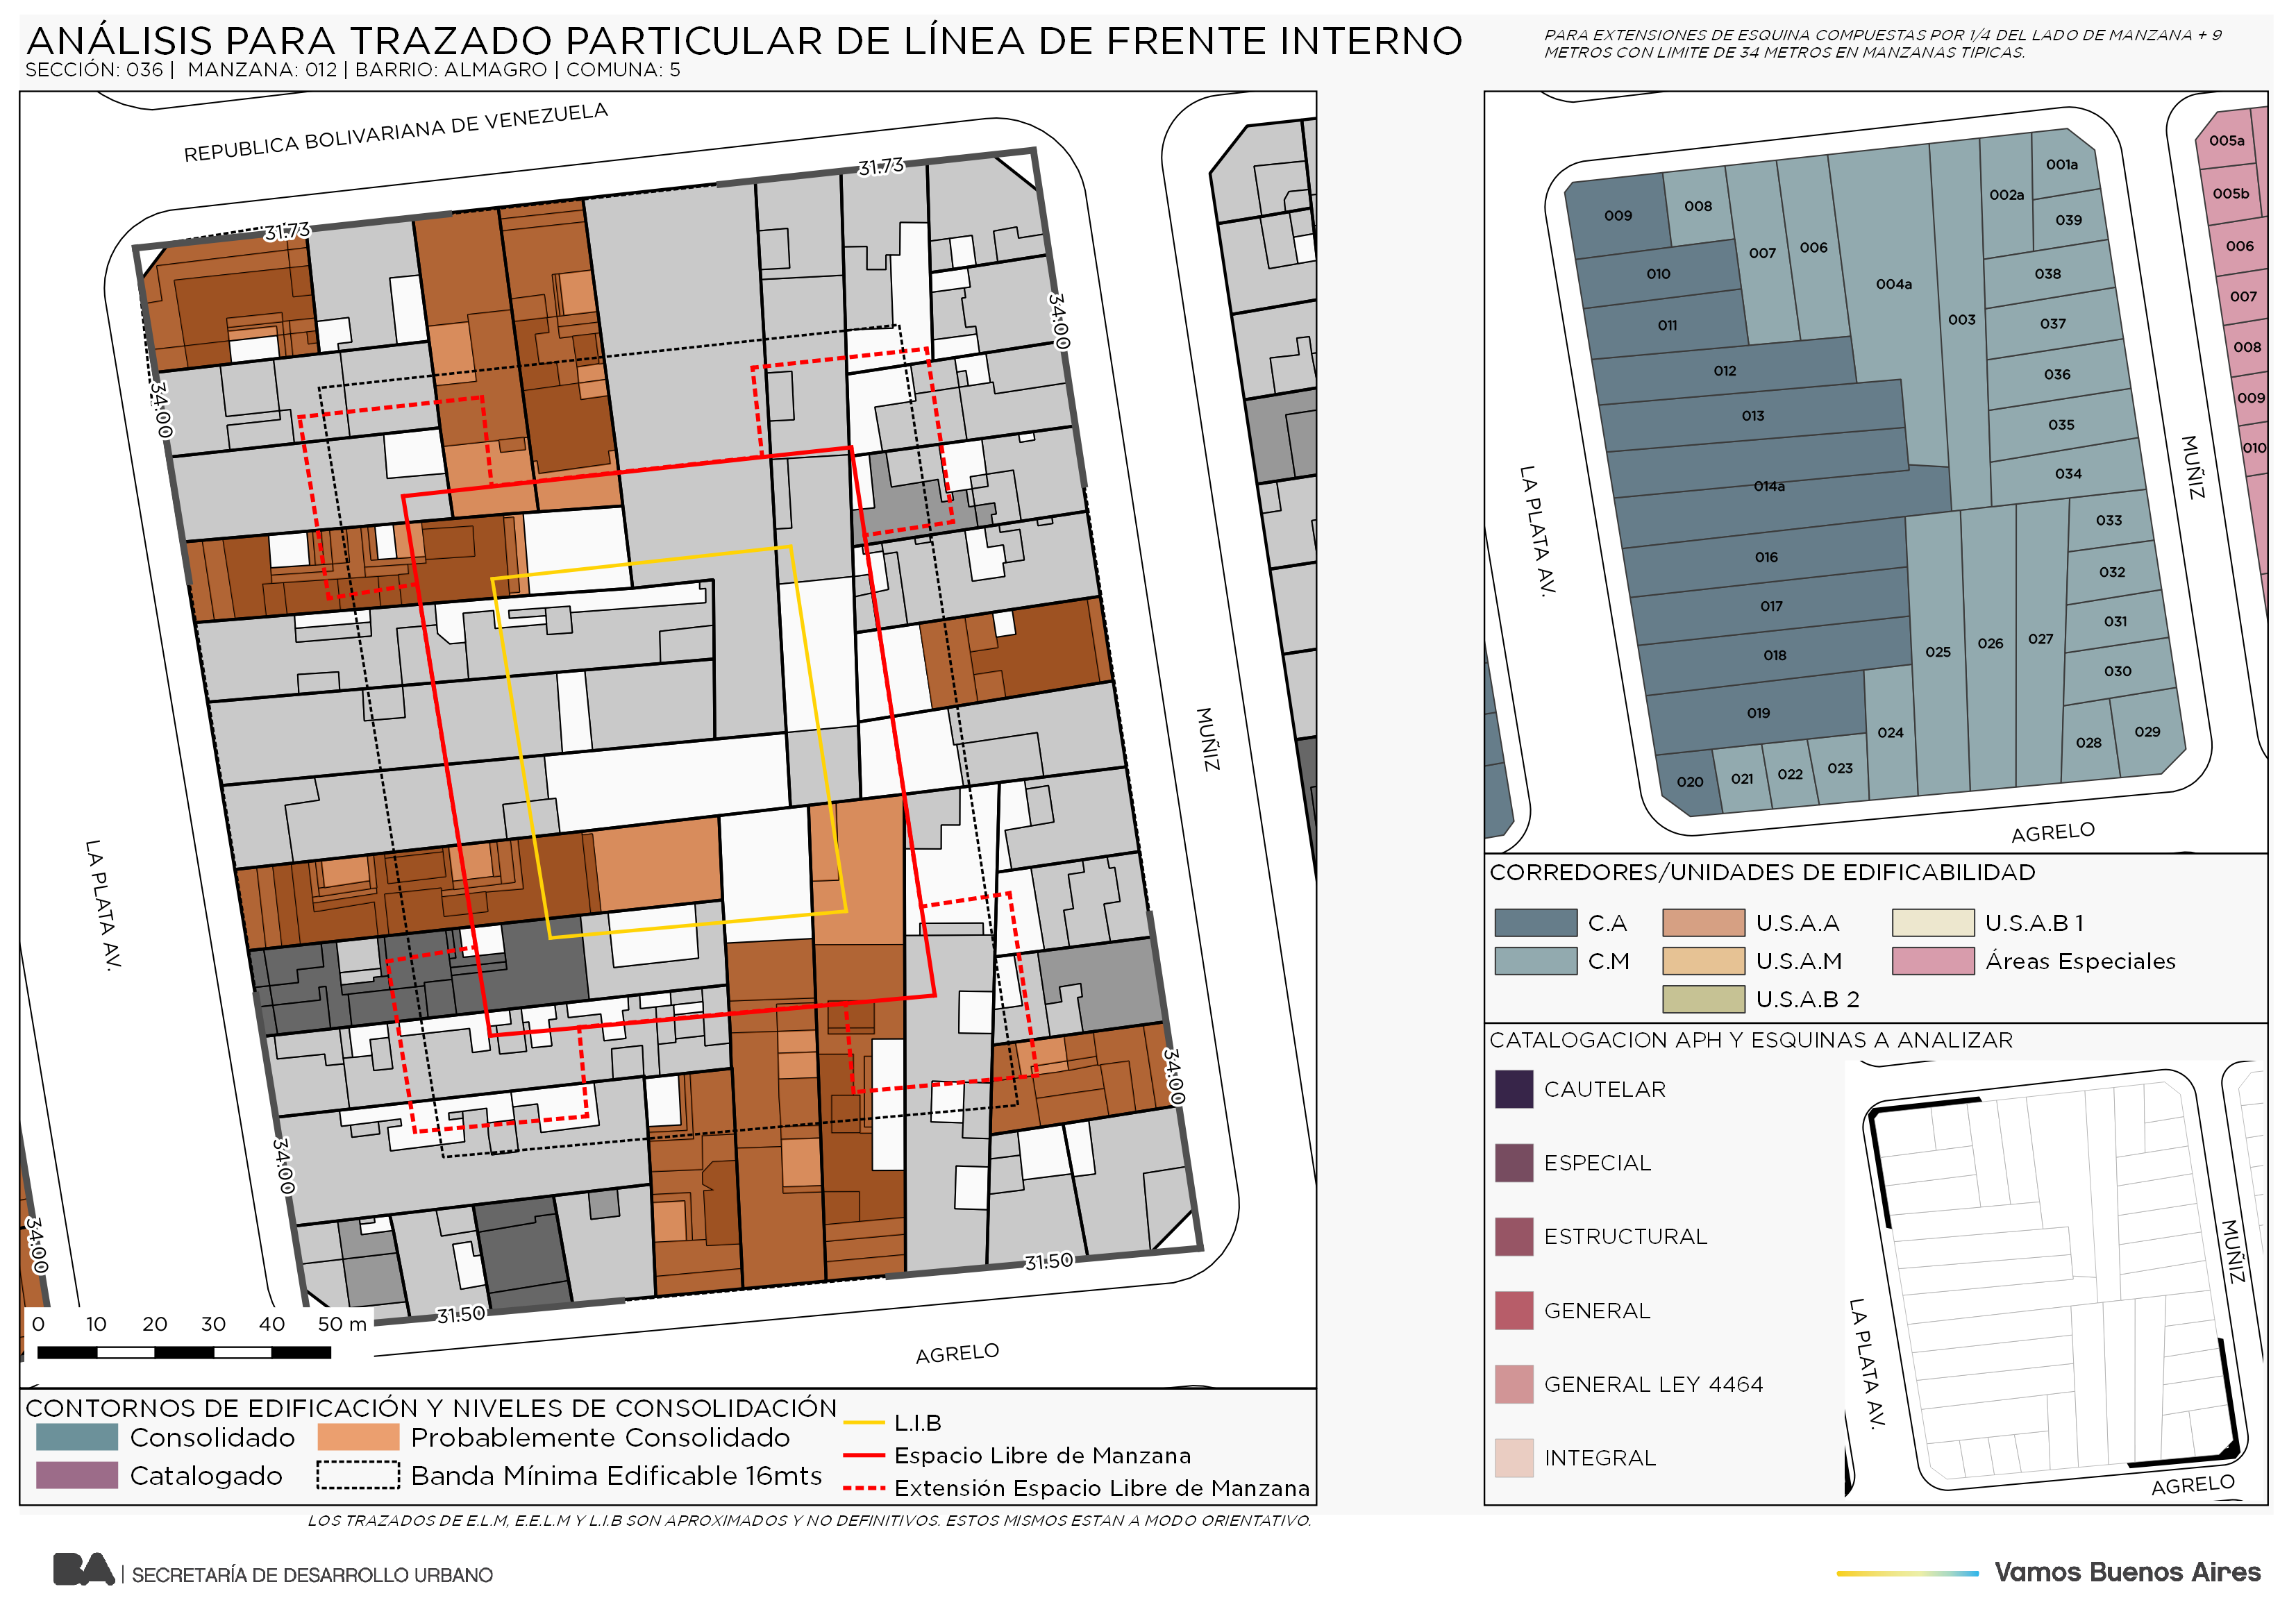 ANÁLISIS PARA TRAZADO PARTICULAR DE LÍNEA DE FRENTE INTERNO
SECCIÓN: 036 | MANZANA: 012 | BARRIO: ALMAGRO | COMUNA: 5
PARA EXTENSIONES DE ESQUINA COMPUESTAS POR 1/4 DEL LADO DE MANZANA + 9
METROS CON LIMITE DE 34 METROS EN MANZANAS TIPICAS.
REPUBLICA BOLIVARIANA DE VENEZUELA
31.73
31.73
34.00
34.00
MUÑIZ
LA PLATA AV.
34.00
34.00
34.00
31.50
31.50
AGRELO
0 10 20 30 40 50 m
CONTORNOS DE EDIFICACIÓN Y NIVELES DE CONSOLIDACIÓN
Consolidado
Probablemente Consolidado
Catalogado
Banda Mínima Edificable 16mts
L.I.B
Espacio Libre de Manzana
Extensión Espacio Libre de Manzana
LOS TRAZADOS DE E.L.M, E.E.L.M Y L.I.B SON APROXIMADOS Y NO DEFINITIVOS. ESTOS MISMOS ESTAN A MODO ORIENTATIVO.
001a
002a
003
004a
006
007
008
009
010
011
012
013
014a
016
017
018
019
020
021
022
023
024
025
026
027
028
029
030
031
032
033
034
035
036
037
038
039
005a
005b
006
007
008
009
010
LA PLATA AV.
MUÑIZ
AGRELO
CORREDORES/UNIDADES DE EDIFICABILIDAD
C.A
U.S.A.A
U.S.A.B 1
C.M
U.S.A.M
Áreas Especiales
U.S.A.B 2
CATALOGACION APH Y ESQUINAS A ANALIZAR
CAUTELAR
ESPECIAL
ESTRUCTURAL
GENERAL
GENERAL LEY 4464
INTEGRAL
MUÑIZ
LA PLATA AV.
AGRELO
BA | SECRETARÍA DE DESARROLLO URBANO
Vamos Buenos Aires